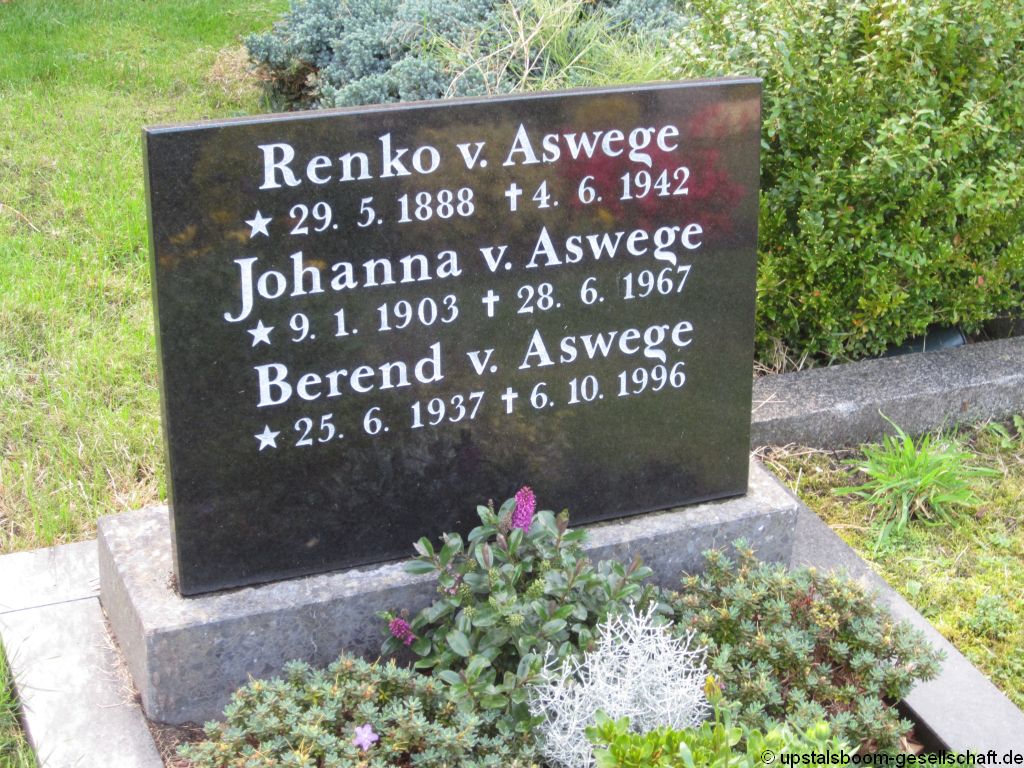 Renko v. Aswege
★ 29. 5. 1888 ✝ 4. 6. 1942
Johanna v. Aswege
★ 9. 1. 1903 ✝ 28. 6. 1967
Berend v. Aswege
★ 25. 6. 1937 ✝ 6. 10. 1996
© upstalsboom-gesellschaft.de